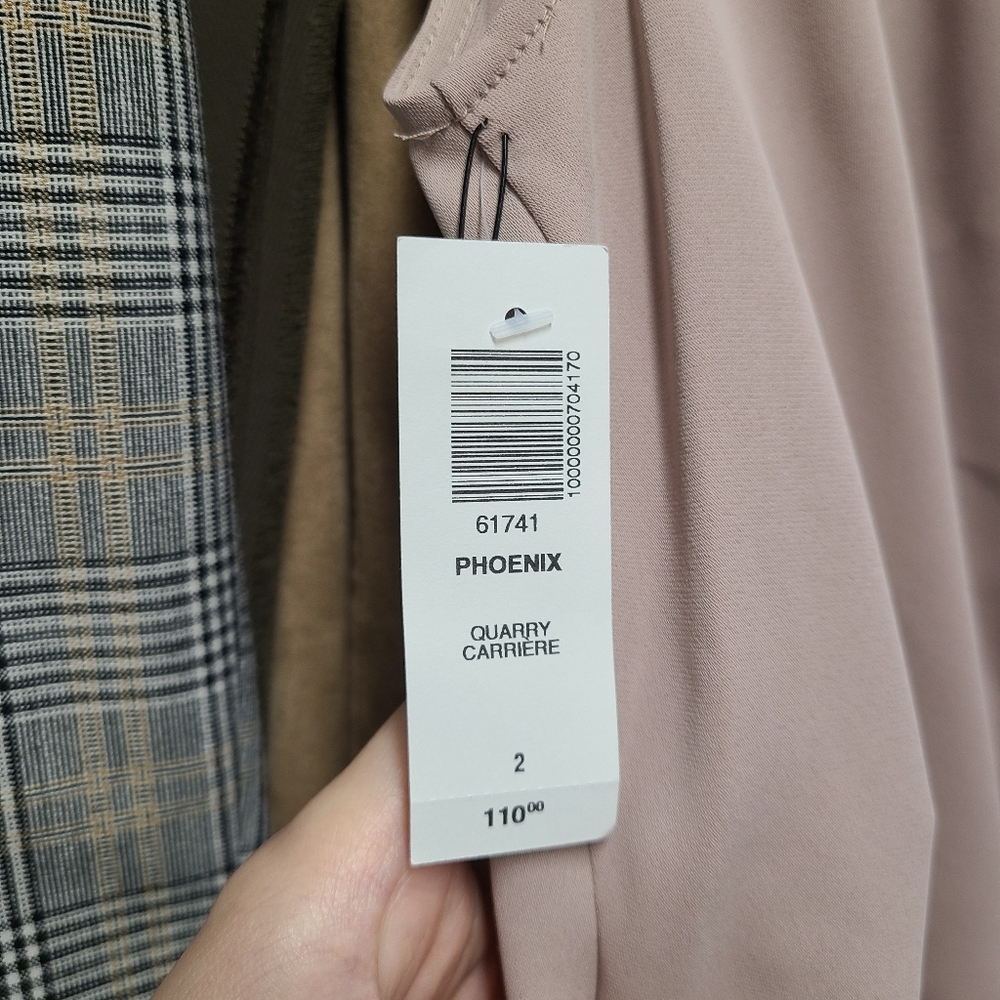 1000000704170
61741
PHOENIX
QUARRY
CARRIÈRE
2
110⁰⁰